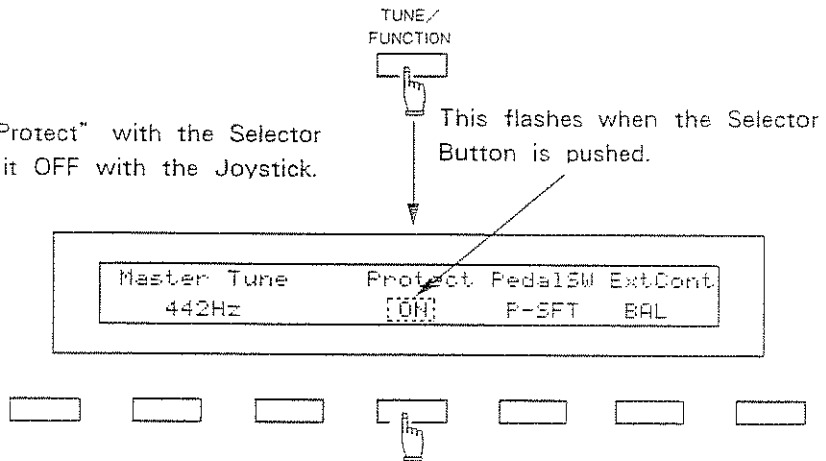 TUNE/
FUNCTION
Protect" with the Selector
it OFF with the Joystick.
This flashes when the Selector
Button is pushed.
Master Tune Protect PedalSW ExtCont
442Hz ON P-SFT BAL